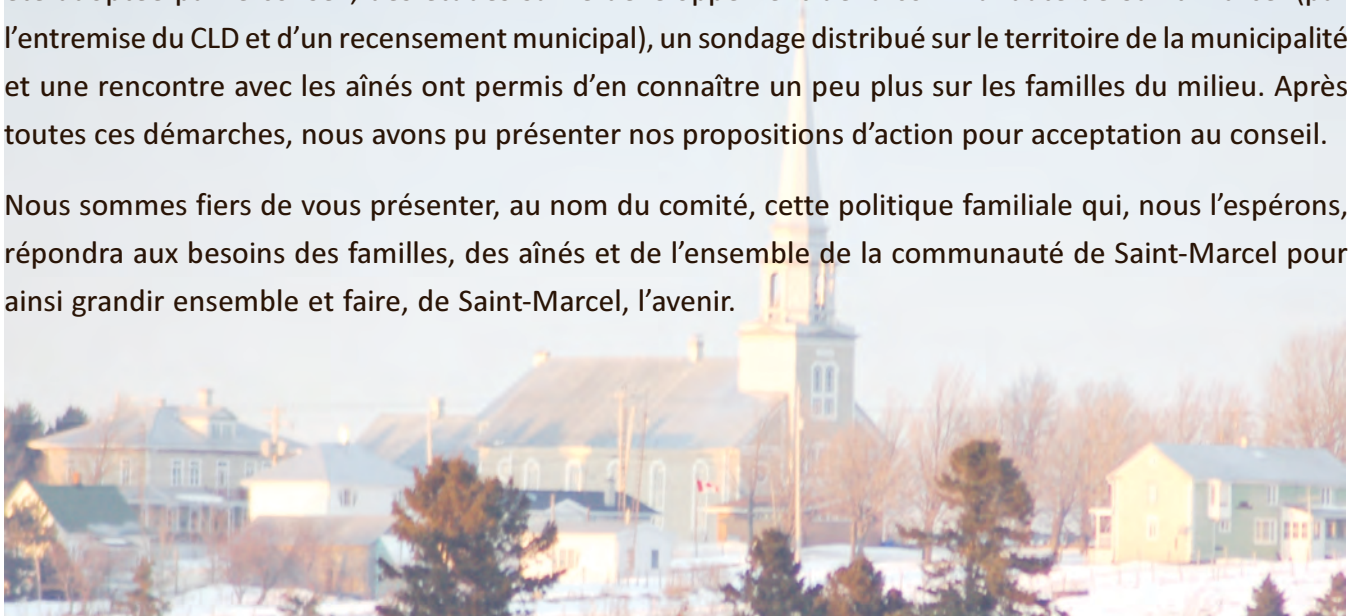 l’entremise du CLD et d’un recensement municipal), un sondage distribué sur le territoire de la municipalité
et une rencontre avec les aînés ont permis d’en connaître un peu plus sur les familles du milieu. Après
toutes ces démarches, nous avons pu présenter nos propositions d’action pour acceptation au conseil.
Nous sommes fiers de vous présenter, au nom du comité, cette politique familiale qui, nous l’espérons,
répondra aux besoins des familles, des aînés et de l’ensemble de la communauté de Saint-Marcel pour
ainsi grandir ensemble et faire, de Saint-Marcel, l’avenir.